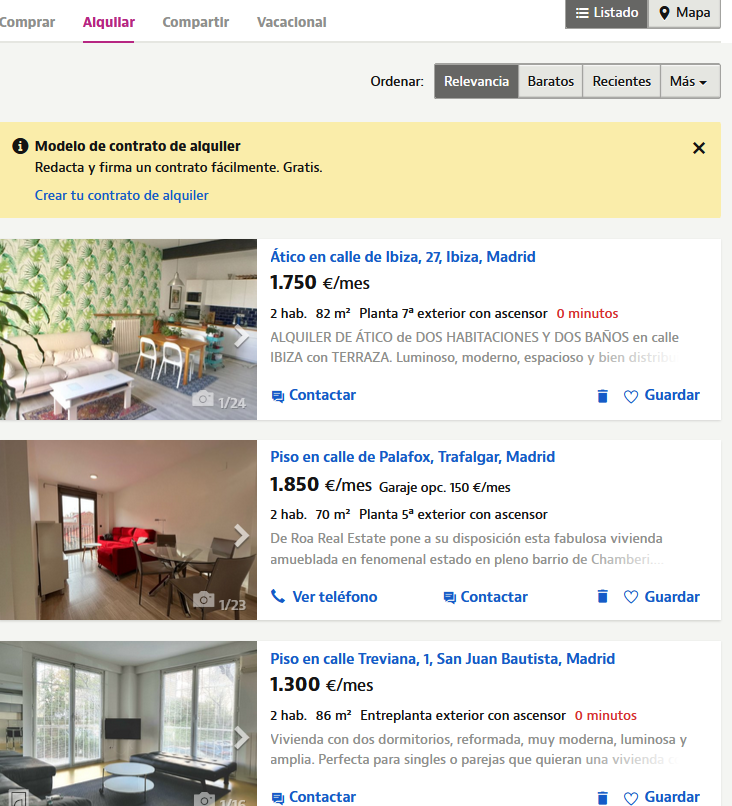 Comprar Alquilar Compartir Vacacional Listado Mapa
Ordenar: Relevancia Baratos Recientes Más
Modelo de contrato de alquiler
Redacta y firma un contrato fácilmente. Gratis.
Crear tu contrato de alquiler
Ático en calle de Ibiza, 27, Ibiza, Madrid
1.750 €/mes
2 hab. 82 m² Planta 7ª exterior con ascensor 0 minutos
ALQUILER DE ÁTICO de DOS HABITACIONES Y DOS BAÑOS en calle
IBIZA con TERRAZA. Luminoso, moderno, espacioso y bien distribu
Contactar Guardar
1/24
Piso en calle de Palafox, Trafalgar, Madrid
1.850 €/mes Garaje opc. 150 €/mes
2 hab. 70 m² Planta 5ª exterior con ascensor
De Roa Real Estate pone a su disposición esta fabulosa vivienda
amueblada en fenomenal estado en pleno barrio de Chamberi...
Ver teléfono Contactar Guardar
1/23
Piso en calle Treviana, 1, San Juan Bautista, Madrid
1.300 €/mes
2 hab. 86 m² Entreplanta exterior con ascensor 0 minutos
Vivienda con dos dormitorios, reformada, muy moderna, luminosa y
amplia. Perfecta para singles o parejas que quieran una vivienda
Contactar Guardar
1/16